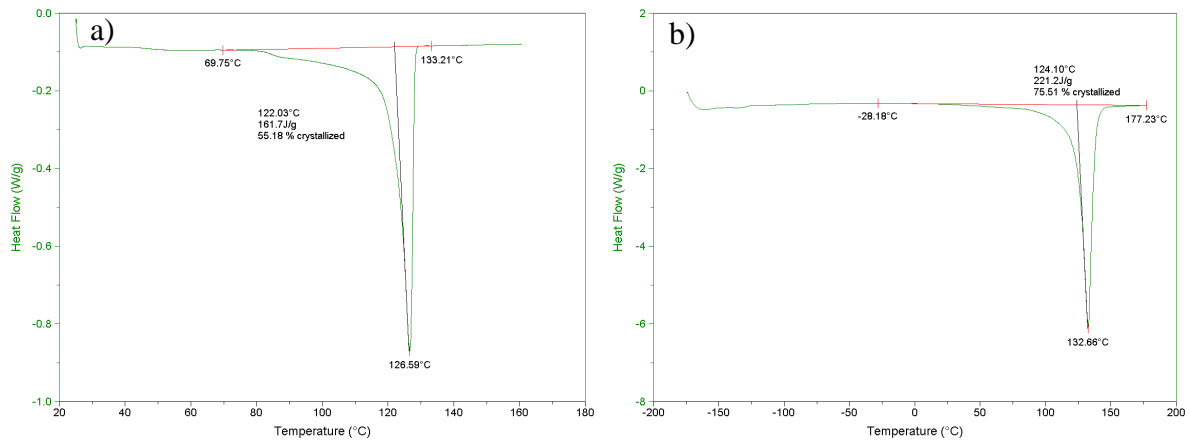 a)
0.0
-0.2
-0.4
-0.6
-0.8
-1.0
Heat Flow (W/g)
69.75°C
133.21°C
122.03°C
161.7J/g
55.18 % crystallized
126.59°C
20
40
60
80
100
120
140
160
180
Temperature (°C)
b)
2
0
-2
-4
-6
-8
Heat Flow (W/g)
124.10°C
221.2J/g
75.51 % crystallized
-28.18°C
177.23°C
132.66°C
-200
-150
-100
-50
0
50
100
150
200
Temperature (°C)